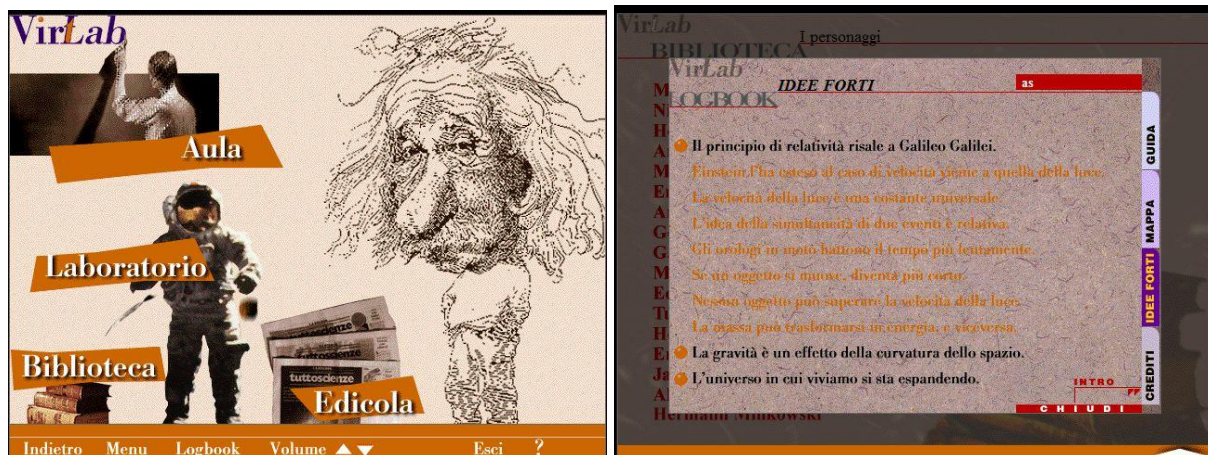 VirLab
Aula
Laboratorio
Biblioteca
tuttoscienze
Edicola
Indietro Menu Logbook Volume Esci ?
VirLab
I personaggi
BIBLIOTECA
VirLab
IDEE FORTI
as
LOGBOOK
Il principio di relatività risale a Galileo Galilei.
Einstein l'ha esteso al caso di velocità vicine a quella della luce.
La velocità della luce è una costante universale.
L'idea della simultaneità di due eventi è relativa.
Gli orologi in moto battono il tempo più lentamente.
Se un oggetto si muove, diventa più corto.
Nessun oggetto può superare la velocità della luce.
La massa può trasformarsi in energia, e viceversa.
La gravità è un effetto della curvatura dello spazio.
L'universo in cui viviamo si sta espandendo.
GUIDA
MAPPA
IDEE FORTI
CREDITI
INTRO
CHIUDI
Hermann Minkowski